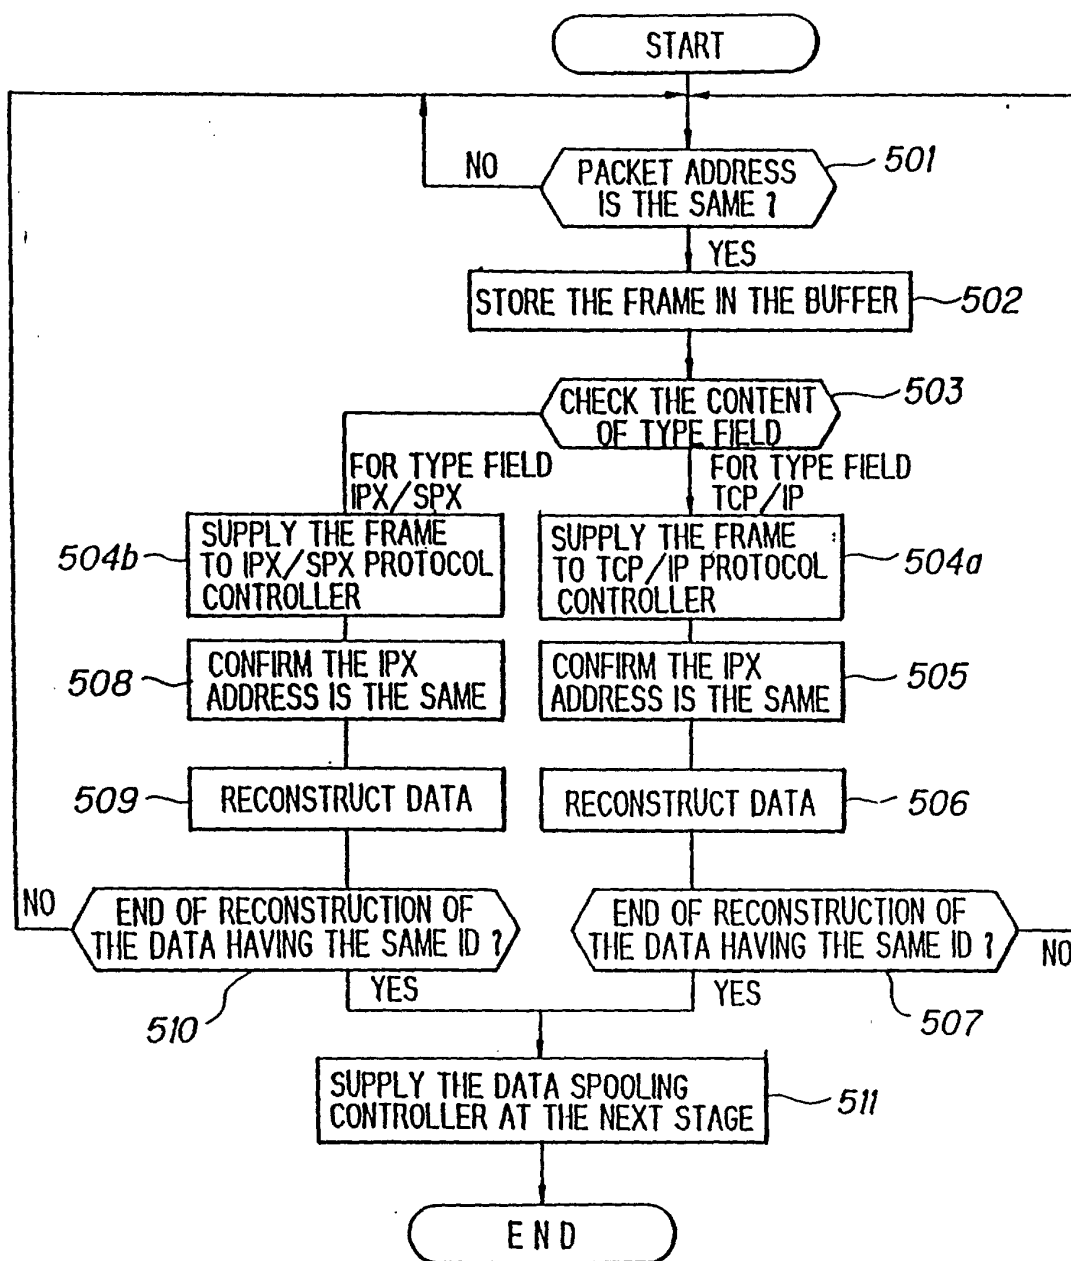 START
NO
PACKET ADDRESS
IS THE SAME ?
501
YES
STORE THE FRAME IN THE BUFFER
502
CHECK THE CONTENT
OF TYPE FIELD
503
FOR TYPE FIELD
IPX/SPX
FOR TYPE FIELD
TCP/IP
504b
SUPPLY THE FRAME
TO IPX/SPX PROTOCOL
CONTROLLER
SUPPLY THE FRAME
TO TCP/IP PROTOCOL
CONTROLLER
504a
508
CONFIRM THE IPX
ADDRESS IS THE SAME
CONFIRM THE IPX
ADDRESS IS THE SAME
505
509
RECONSTRUCT DATA
RECONSTRUCT DATA
506
NO
END OF RECONSTRUCTION OF
THE DATA HAVING THE SAME ID ?
END OF RECONSTRUCTION OF
THE DATA HAVING THE SAME ID ?
NO
510
YES
YES
507
SUPPLY THE DATA SPOOLING
CONTROLLER AT THE NEXT STAGE
511
END